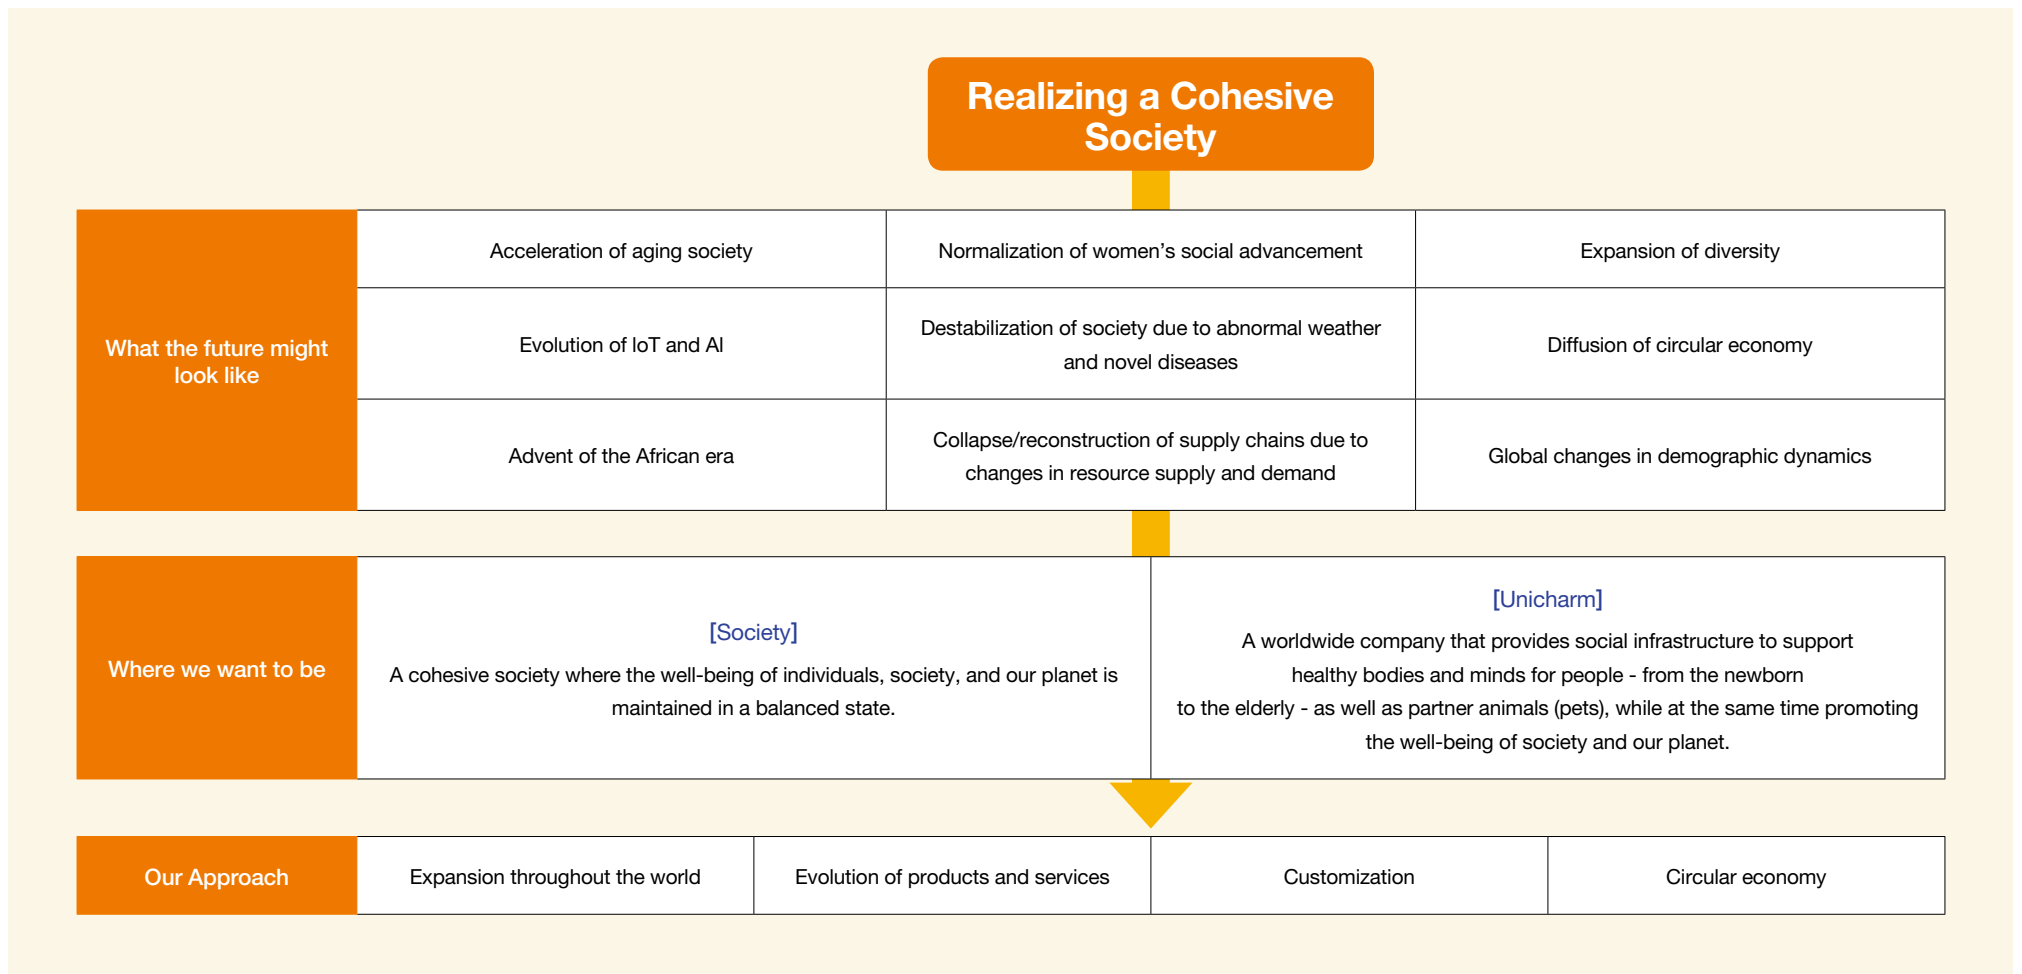 Realizing a Cohesive
Society
What the future might
look like
Acceleration of aging society
Normalization of women’s social advancement
Expansion of diversity
Evolution of IoT and AI
Destabilization of society due to abnormal weather
and novel diseases
Diffusion of circular economy
Advent of the African era
Collapse/reconstruction of supply chains due to
changes in resource supply and demand
Global changes in demographic dynamics
Where we want to be
[Society]
A cohesive society where the well-being of individuals, society, and our planet is
maintained in a balanced state.
[Unicharm]
A worldwide company that provides social infrastructure to support
healthy bodies and minds for people - from the newborn
to the elderly - as well as partner animals (pets), while at the same time promoting
the well-being of society and our planet.
Our Approach
Expansion throughout the world
Evolution of products and services
Customization
Circular economy